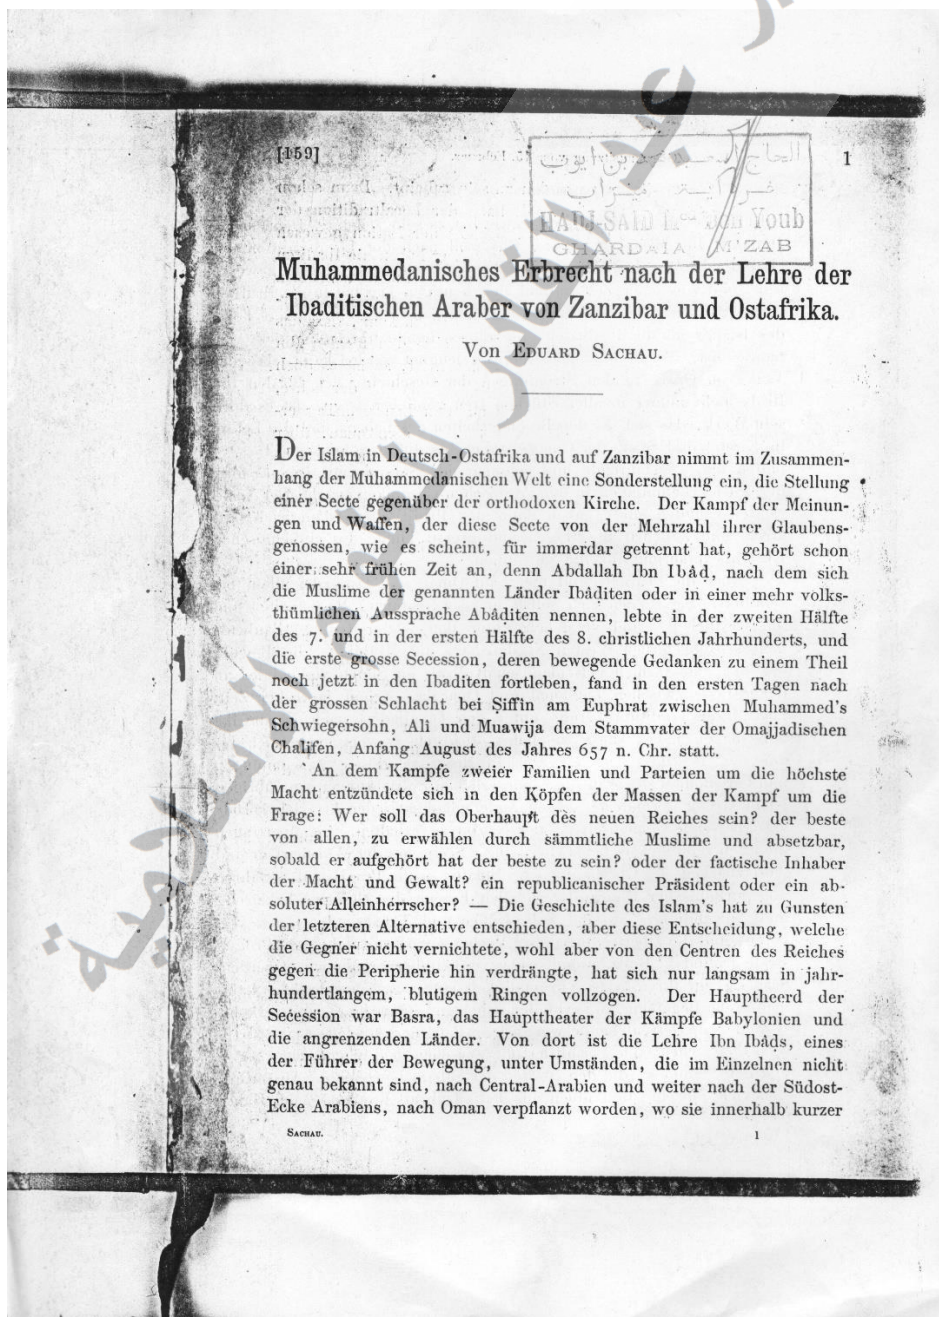 [159]
1
الحاج
HADJ-SAID Youb
GHARDAIA M'ZAB
Muhammedanisches Erbrecht nach der Lehre der
Ibaditischen Araber von Zanzibar und Ostafrika.
Von EDUARD SACHAU.
Der Islam in Deutsch-Ostafrika und auf Zanzibar nimmt im Zusammen-
hang der Muhammedanischen Welt eine Sonderstellung ein, die Stellung
einer Secte gegenüber der orthodoxen Kirche. Der Kampf der Meinun-
gen und Waffen, der diese Secte von der Mehrzahl ihrer Glaubens-
genossen, wie es scheint, für immerdar getrennt hat, gehört schon
einer sehr frühen Zeit an, denn Abdallah Ibn Ibâḍ, nach dem sich
die Muslime der genannten Länder Ibâḍiten oder in einer mehr volks-
thümlichen Aussprache Abâḍiten nennen, lebte in der zweiten Hälfte
des 7. und in der ersten Hälfte des 8. christlichen Jahrhunderts, und
die erste grosse Secession, deren bewegende Gedanken zu einem Theil
noch jetzt in den Ibaditen fortleben, fand in den ersten Tagen nach
der grossen Schlacht bei Ṣiffin am Euphrat zwischen Muhammed's
Schwiegersohn, Ali und Muawija dem Stammvater der Omajjadischen
Chalifen, Anfang August des Jahres 657 n. Chr. statt.
An dem Kampfe zweier Familien und Parteien um die höchste
Macht entzündete sich in den Köpfen der Massen der Kampf um die
Frage: Wer soll das Oberhaupt des neuen Reiches sein? der beste
von allen, zu erwählen durch sämmtliche Muslime und absetzbar,
sobald er aufgehört hat der beste zu sein? oder der factische Inhaber
der Macht und Gewalt? ein republicanischer Präsident oder ein ab-
soluter Alleinherrscher? — Die Geschichte des Islam's hat zu Gunsten
der letzteren Alternative entschieden, aber diese Entscheidung, welche
die Gegner nicht vernichtete, wohl aber von den Centren des Reiches
gegen die Peripherie hin verdrängte, hat sich nur langsam in jahr-
hundertlangem, blutigem Ringen vollzogen. Der Hauptheerd der
Secession war Basra, das Haupttheater der Kämpfe Babylonien und
die angrenzenden Länder. Von dort ist die Lehre Ibn Ibâḍs, eines
der Führer der Bewegung, unter Umständen, die im Einzelnen nicht
genau bekannt sind, nach Central-Arabien und weiter nach der Südost-
Ecke Arabiens, nach Oman verpflanzt worden, wo sie innerhalb kurzer
SACHAU.
1